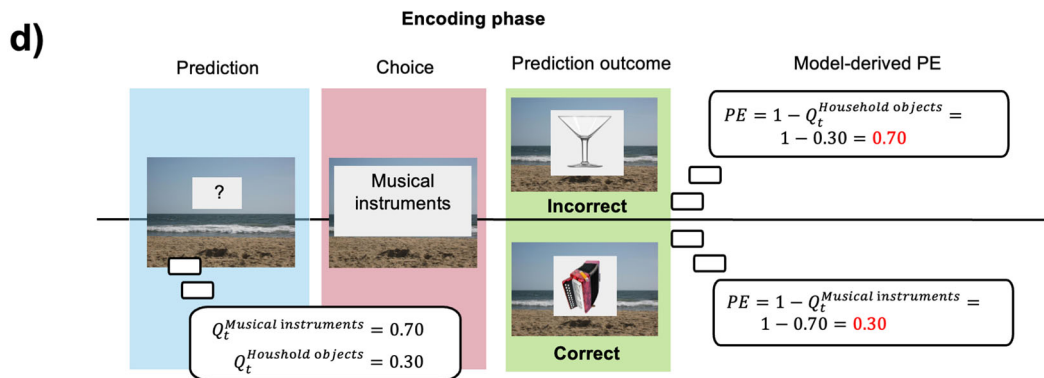 d)
Encoding phase
Prediction
Choice
Prediction outcome
Model-derived PE
?
Musical
instruments
Incorrect
Correct
PE = 1 − Q_t^{Household objects} =
1 − 0.30 = 0.70
PE = 1 − Q_t^{Musical instruments} =
1 − 0.70 = 0.30
Q_t^{Musical instruments} = 0.70
Q_t^{Houshold objects} = 0.30